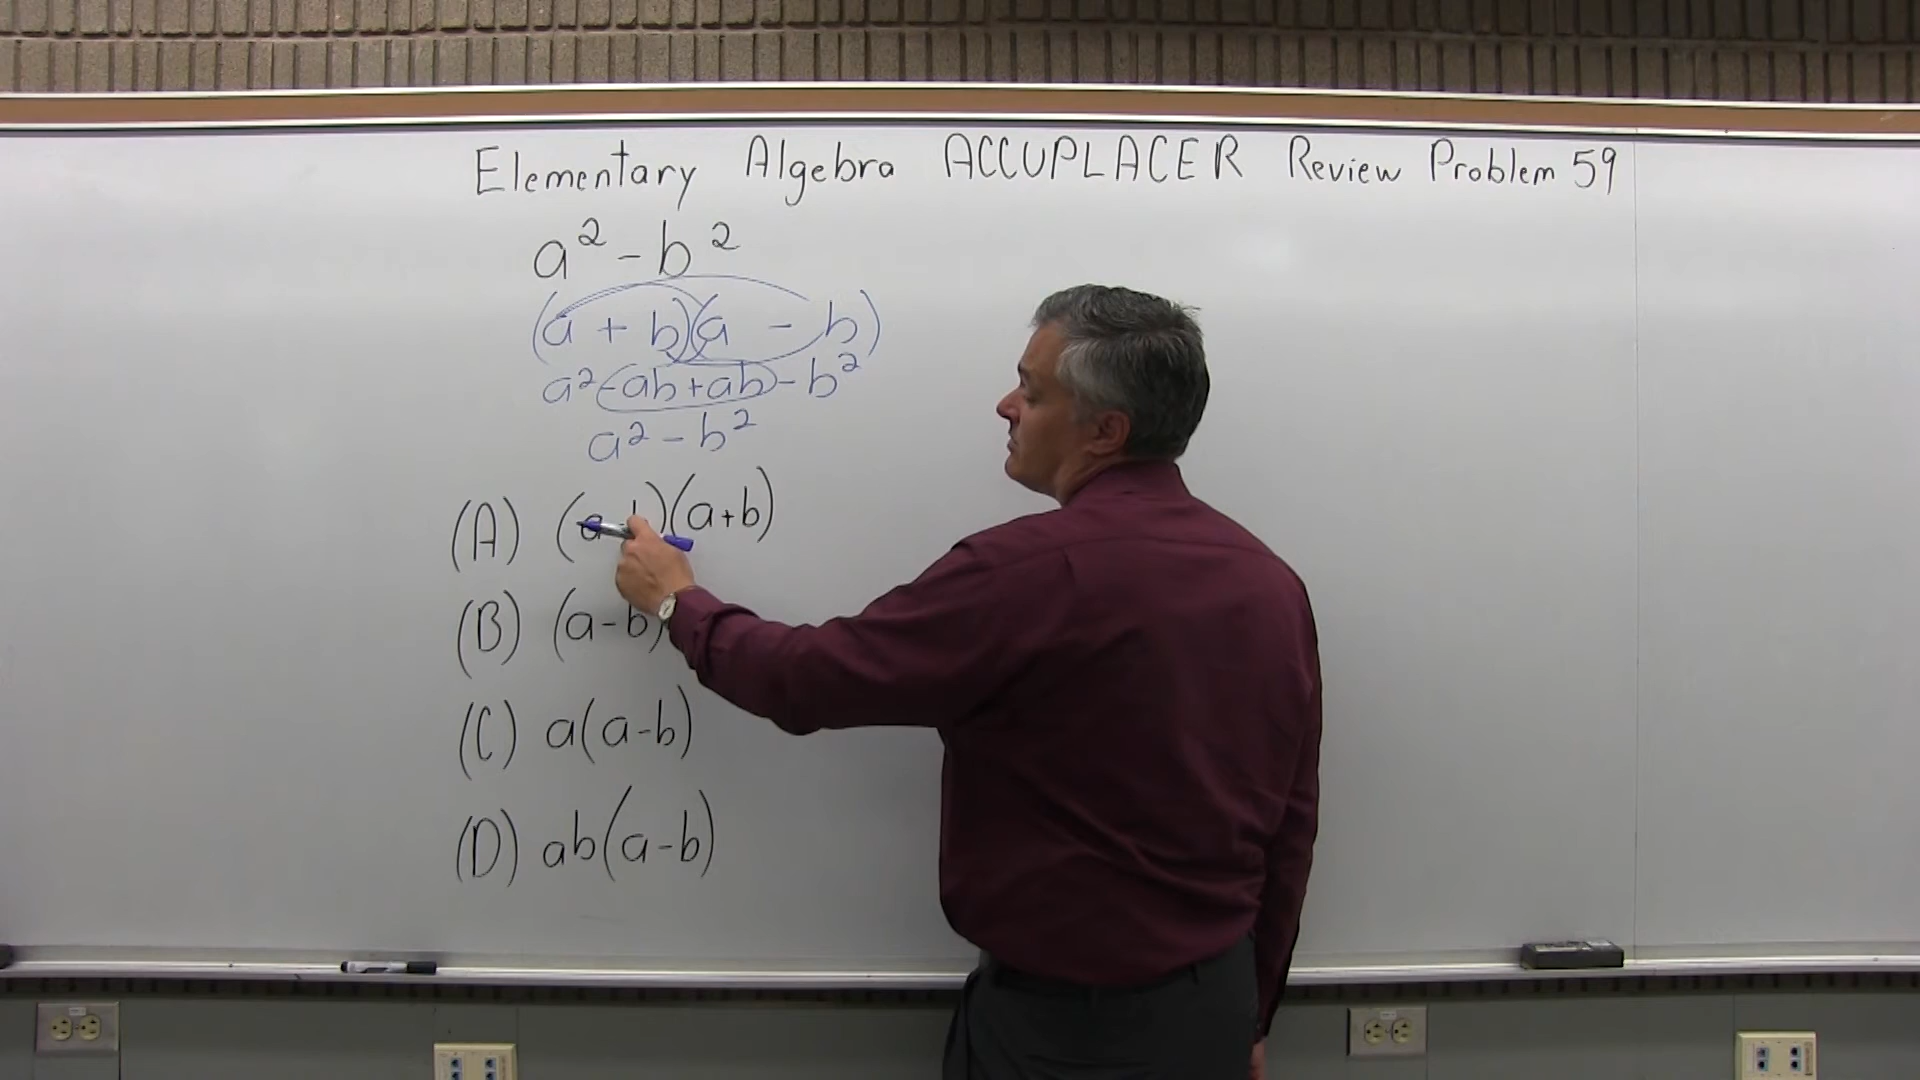 Elementary Algebra ACCUPLACER Review Problem 59
a² - b²
(a + b)(a - b)
a² - ab + ab - b²
a² - b²
(A) (a )(a+b)
(B) (a-b)
(C) a(a-b)
(D) ab(a-b)